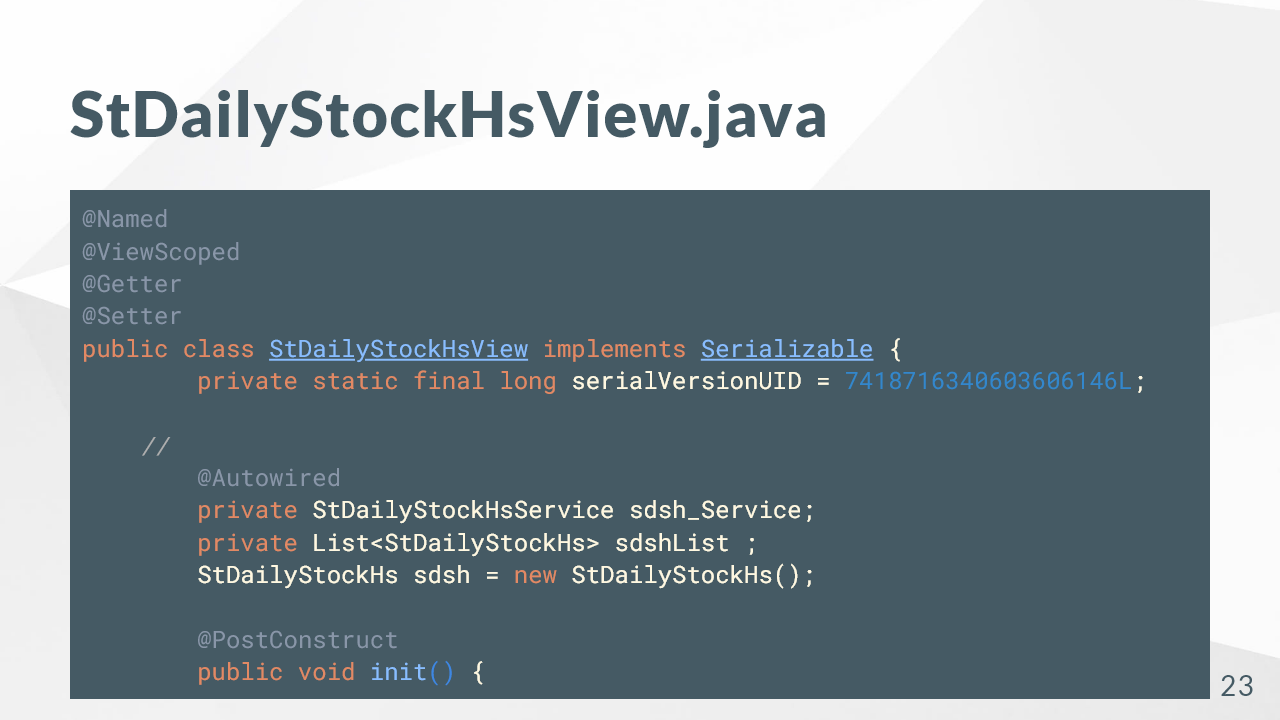 StDailyStockHsView.java
@Named
@ViewScoped
@Getter
@Setter
public class StDailyStockHsView implements Serializable {
private static final long serialVersionUID = 7418716340603606146L;
//
@Autowired
private StDailyStockHsService sdsh_Service;
private List<StDailyStockHs> sdshList ;
StDailyStockHs sdsh = new StDailyStockHs();
@PostConstruct
public void init() {
23